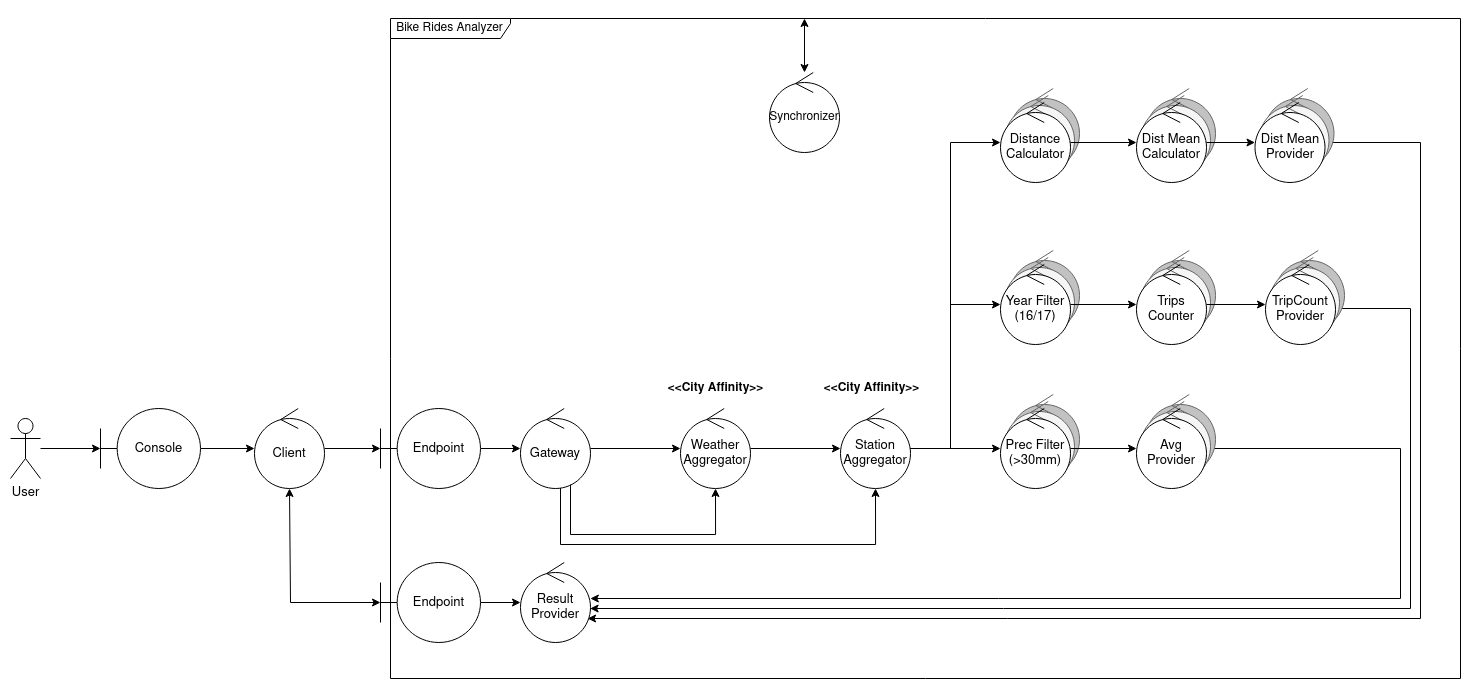 Bike Rides Analyzer
Synchronizer
Distance
Calculator
Dist Mean
Calculator
Dist Mean
Provider
Year Filter
(16/17)
Trips
Counter
TripCount
Provider
<<City Affinity>>
<<City Affinity>>
User
Console
Client
Endpoint
Gateway
Weather
Aggregator
Station
Aggregator
Prec Filter
(>30mm)
Avg
Provider
Endpoint
Result
Provider